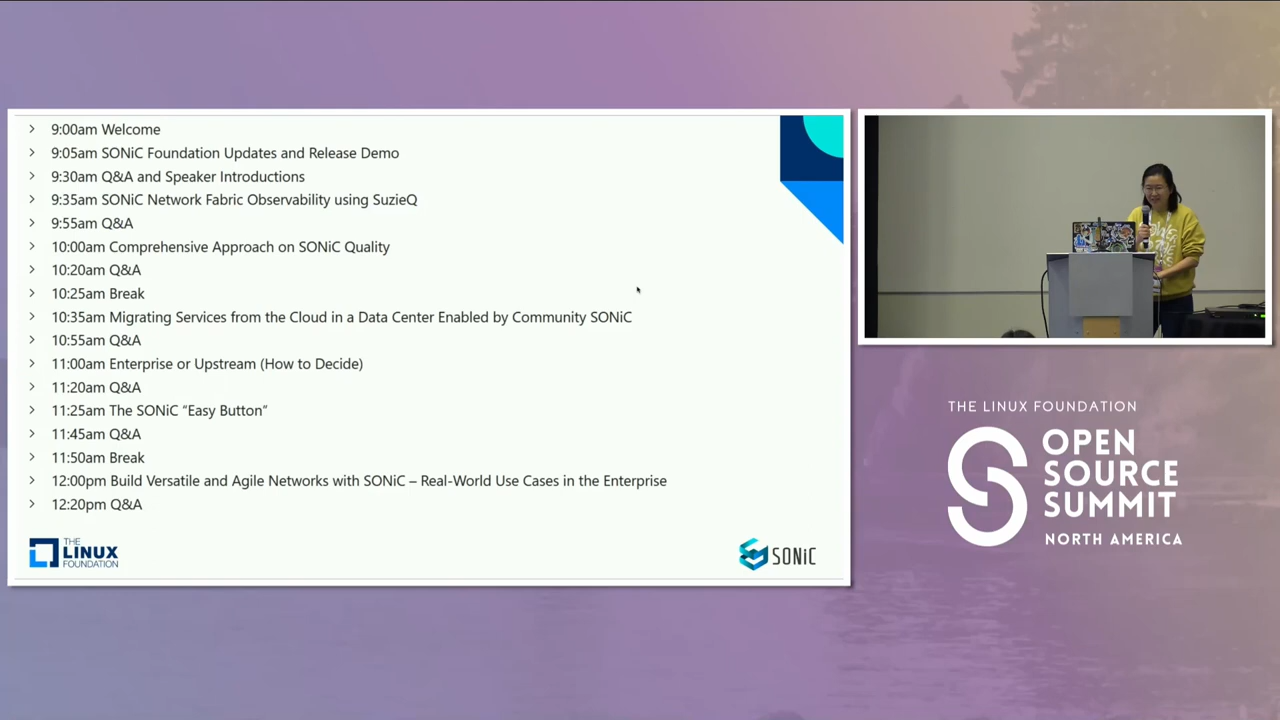 9:00am Welcome
9:05am SONiC Foundation Updates and Release Demo
9:30am Q&A and Speaker Introductions
9:35am SONiC Network Fabric Observability using SuzieQ
9:55am Q&A
10:00am Comprehensive Approach on SONiC Quality
10:20am Q&A
10:25am Break
10:35am Migrating Services from the Cloud in a Data Center Enabled by Community SONiC
10:55am Q&A
11:00am Enterprise or Upstream (How to Decide)
11:20am Q&A
11:25am The SONiC “Easy Button”
11:45am Q&A
11:50am Break
12:00pm Build Versatile and Agile Networks with SONiC – Real-World Use Cases in the Enterprise
12:20pm Q&A
THE
LINUX
FOUNDATION
SONiC
THE LINUX FOUNDATION
OPEN
SOURCE
SUMMIT
NORTH AMERICA